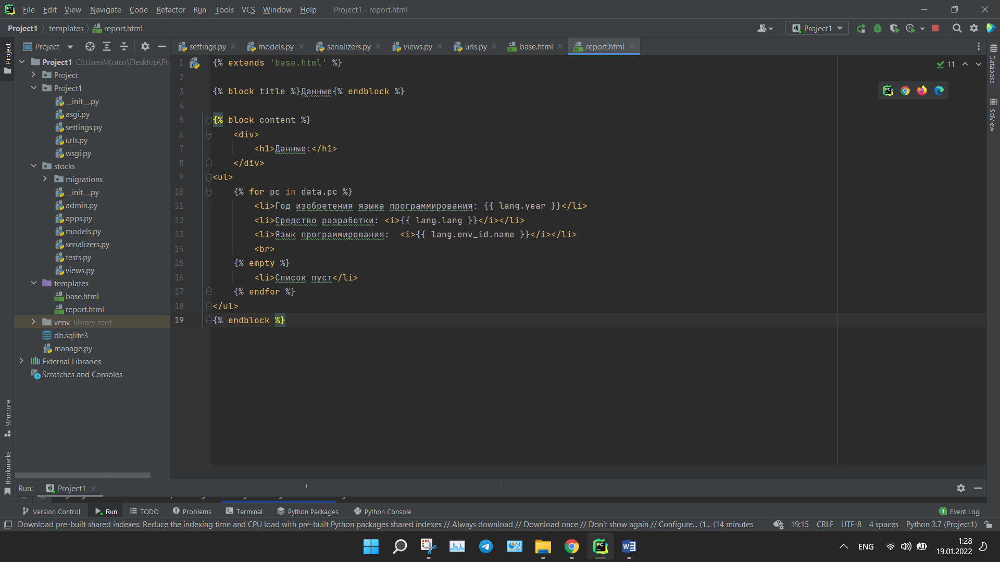 File Edit View Navigate Code Refactor Run Tools VCS Window Help Project1 - report.html
Project1 templates report.html Project1
Project settings.py models.py serializers.py views.py urls.py base.html report.html
Project1 C:\Users\Kotos\Desktop\Pro
Project
Project1
__init__.py
asgi.py
settings.py
urls.py
wsgi.py
stocks
migrations
__init__.py
admin.py
apps.py
models.py
serializers.py
tests.py
views.py
templates
base.html
report.html
venv library root
db.sqlite3
manage.py
External Libraries
Scratches and Consoles
Project
Structure
Bookmarks
1 {% extends 'base.html' %}
2
3 {% block title %}Данные{% endblock %}
4
5 {% block content %}
6 <div>
7 <h1>Данные:</h1>
8 </div>
9 <ul>
10 {% for pc in data.pc %}
11 <li>Год изобретения языка программирования: {{ lang.year }}</li>
12 <li>Средство разработки: <i>{{ lang.lang }}</i></li>
13 <li>Язык программирования:  <i>{{ lang.env_id.name }}</i></li>
14 <br>
15 {% empty %}
16 <li>Список пуст</li>
17 {% endfor %}
18 </ul>
19 {% endblock %}
11
Database
SciView
Run: Project1
Version Control Run TODO Problems Terminal Python Packages Python Console 1 Event Log
Download pre-built shared indexes: Reduce the indexing time and CPU load with pre-built Python packages shared indexes // Always download // Download once // Don't show again // Configure... (1... (14 minutes 19:15 CRLF UTF-8 4 spaces Python 3.7 (Project1)
ENG 1:28
19.01.2022